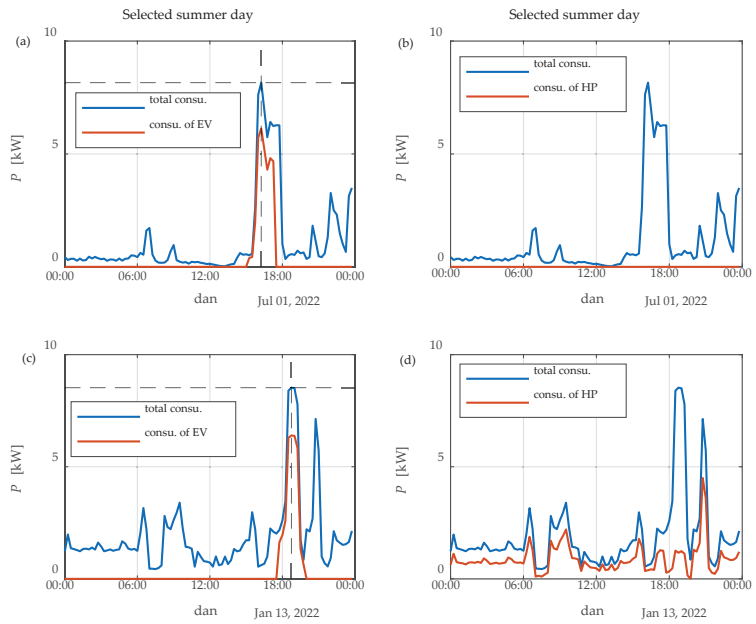 Selected summer day
Selected summer day
(a)
10
5
0
P [kW]
total consu.
consu. of EV
00:00
06:00
12:00
18:00
00:00
dan
Jul 01, 2022
(b)
10
5
0
P [kW]
total consu.
consu. of HP
00:00
06:00
12:00
18:00
00:00
dan
Jul 01, 2022
(c)
10
5
0
P [kW]
total consu.
consu. of EV
00:00
06:00
12:00
18:00
00:00
dan
Jan 13, 2022
(d)
10
5
0
P [kW]
total consu.
consu. of HP
00:00
06:00
12:00
18:00
00:00
dan
Jan 13, 2022